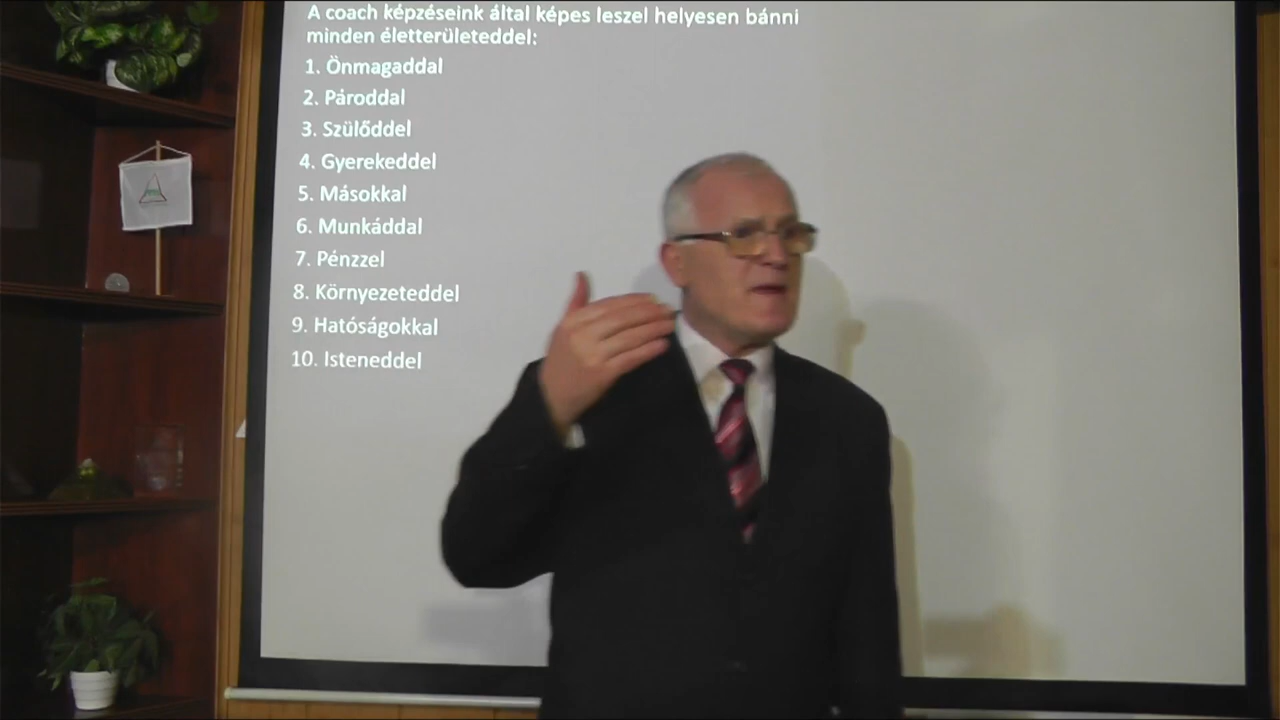 A coach képzéseink által képes leszel helyesen bánni
minden életterületeddel:
1. Önmagaddal
2. Pároddal
3. Szülőddel
4. Gyerekeddel
5. Másokkal
6. Munkáddal
7. Pénzzel
8. Környezeteddel
9. Hatóságokkal
10. Isteneddel